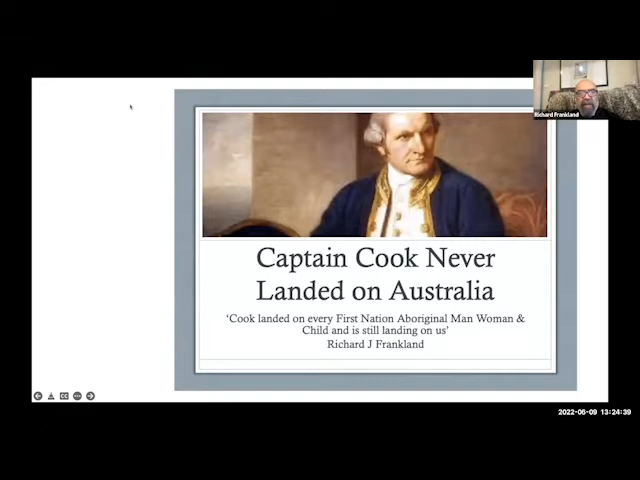 Richard Frankland
Captain Cook Never
Landed on Australia
‘Cook landed on every First Nation Aboriginal Man Woman &
Child and is still landing on us’
Richard J Frankland
2022-06-09 13:24:39